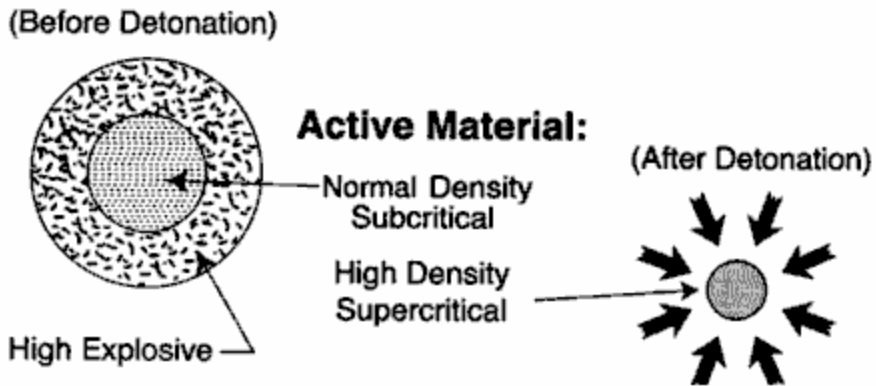 (Before Detonation)
Active Material:
(After Detonation)
Normal Density
Subcritical
High Density
Supercritical
High Explosive